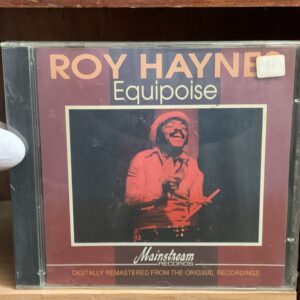 ROY HAYNES
Equipoise
Mainstream
RECORDS
DIGITALLY REMASTERED FROM THE ORIGINAL RECORDINGS